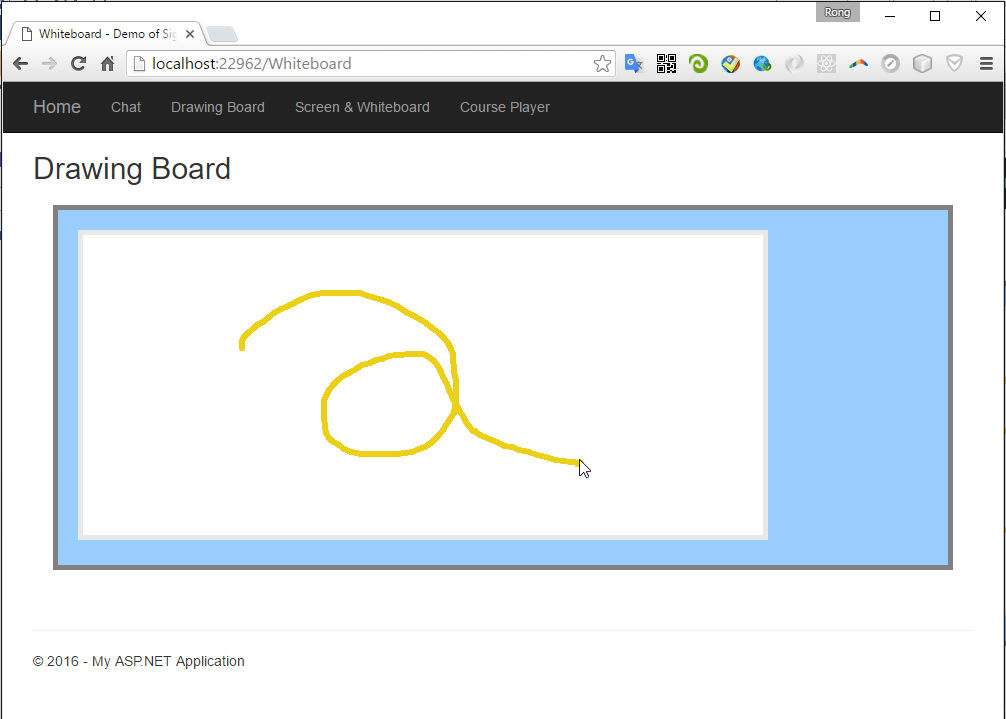 Rong
Whiteboard - Demo of Sig
localhost:22962/Whiteboard
Home Chat Drawing Board Screen & Whiteboard Course Player
Drawing Board
© 2016 - My ASP.NET Application